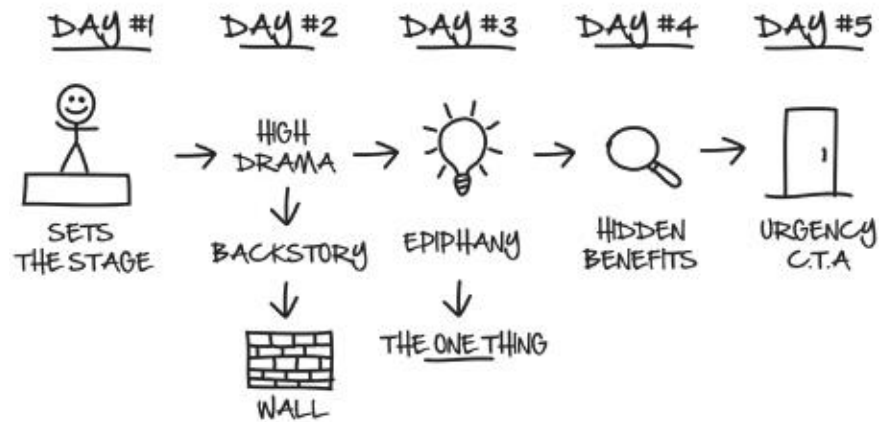 DAY #1
DAY #2
DAY #3
DAY #4
DAY #5
SETS
THE STAGE
HIGH
DRAMA
BACKSTORY
WALL
EPIPHANY
THE ONE THING
HIDDEN
BENEFITS
URGENCY
C.T.A